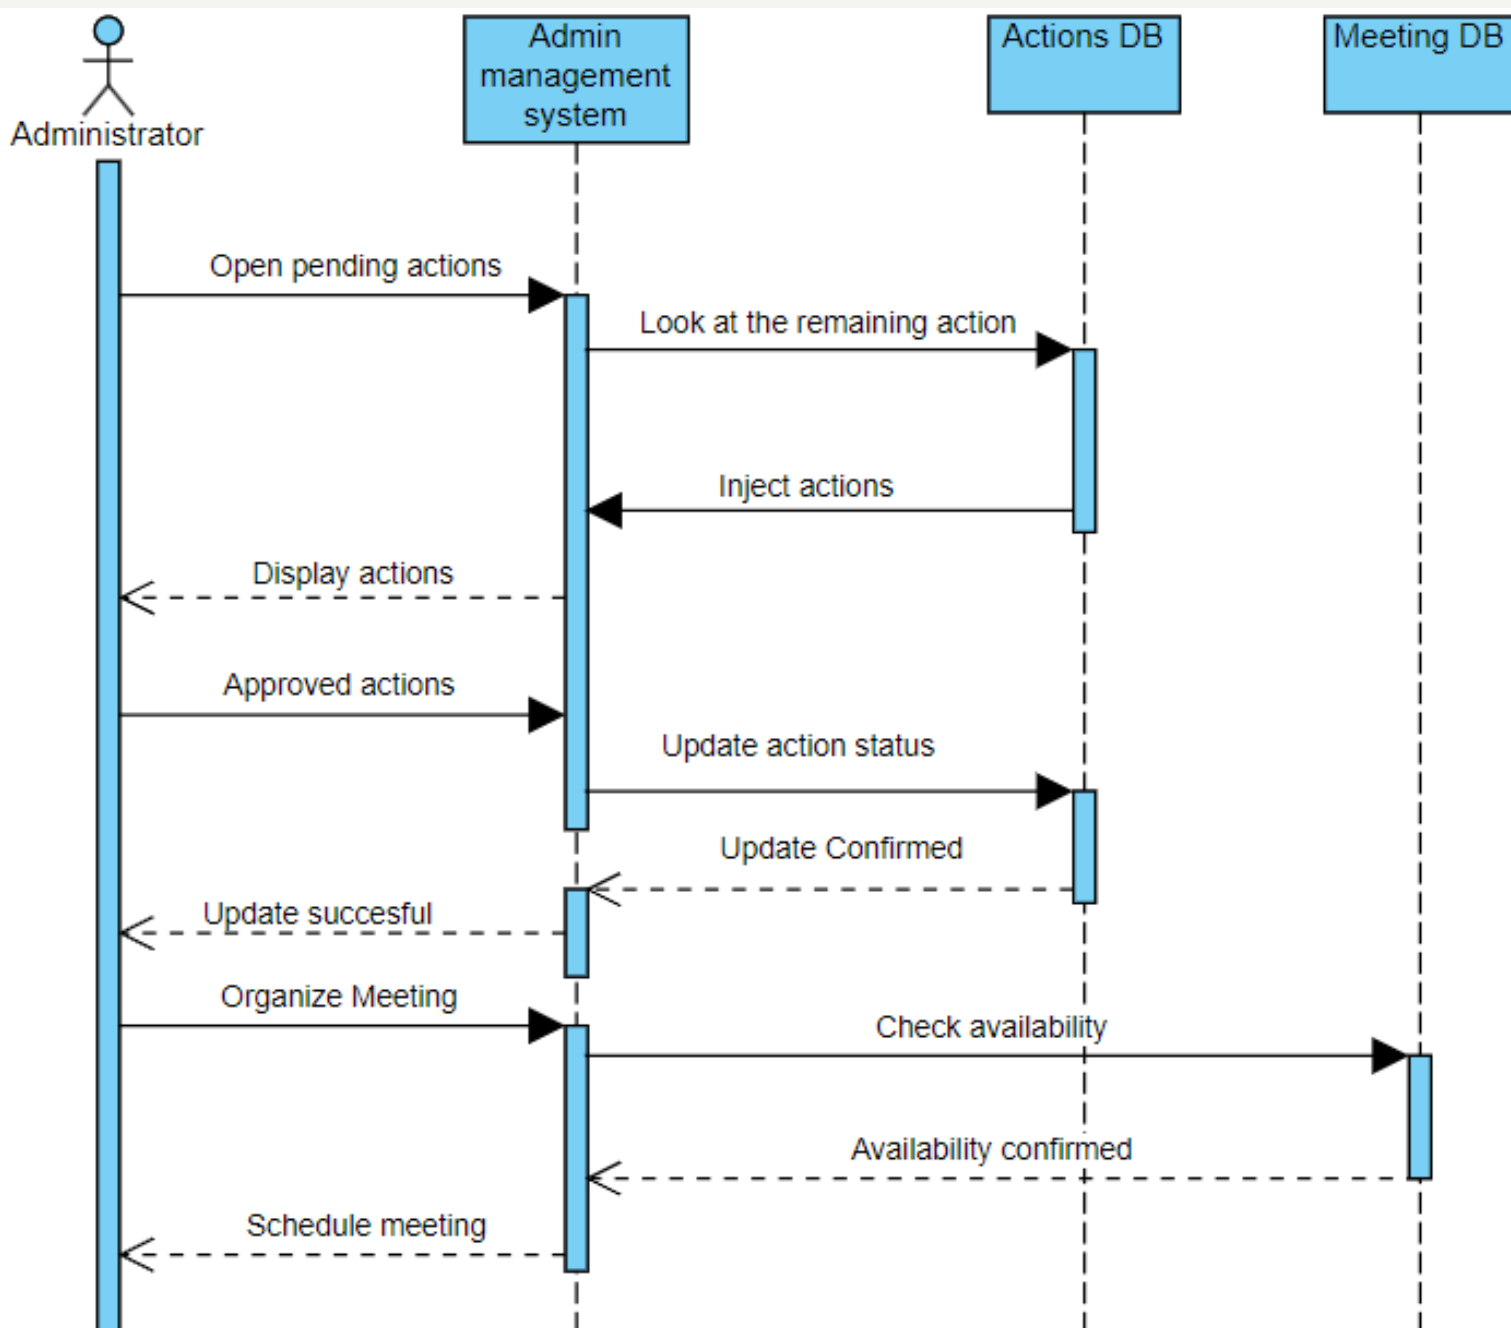 Admin
management
system
Actions DB
Meeting DB
Administrator
Open pending actions
Look at the remaining action
Inject actions
Display actions
Approved actions
Update action status
Update Confirmed
Update succesful
Organize Meeting
Check availability
Availability confirmed
Schedule meeting